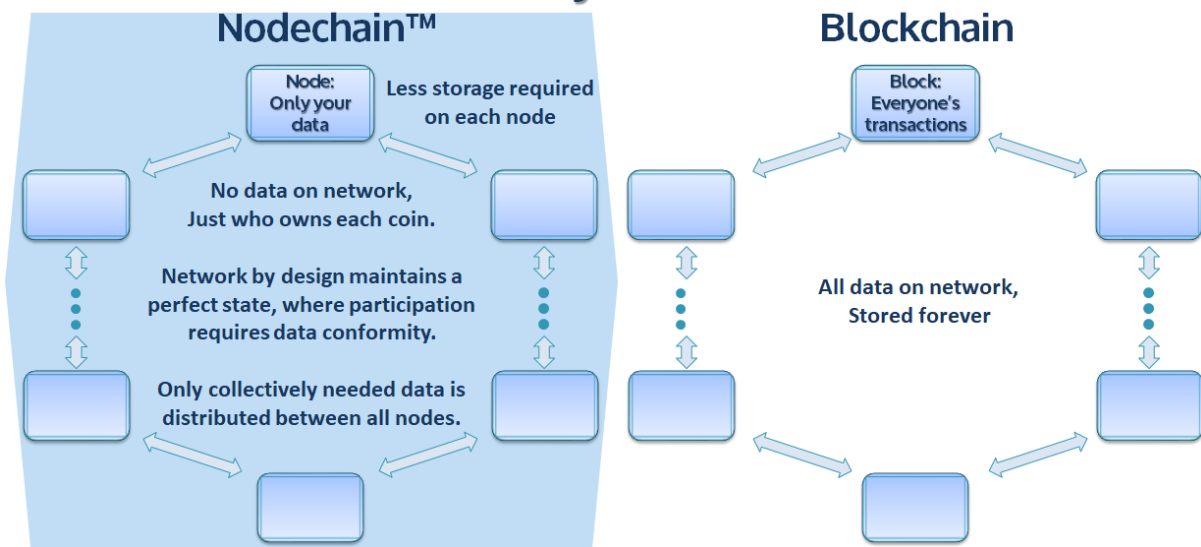 Nodechain™
Node:
Only your
data
Less storage required
on each node
No data on network,
Just who owns each coin.
Network by design maintains a
perfect state, where participation
requires data conformity.
Only collectively needed data is
distributed between all nodes.
Blockchain
Block:
Everyone's
transactions
All data on network,
Stored forever